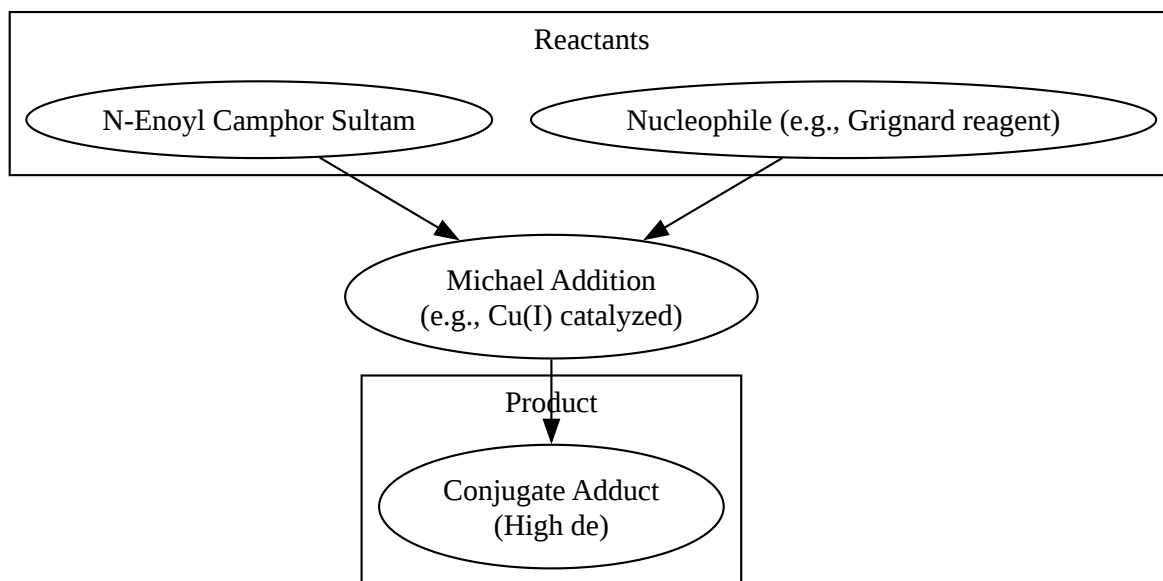 Reactants
N-Enoyl Camphor Sultam
Nucleophile (e.g., Grignard reagent)
Michael Addition
(e.g., Cu(I) catalyzed)
Product
Conjugate Adduct
(High de)